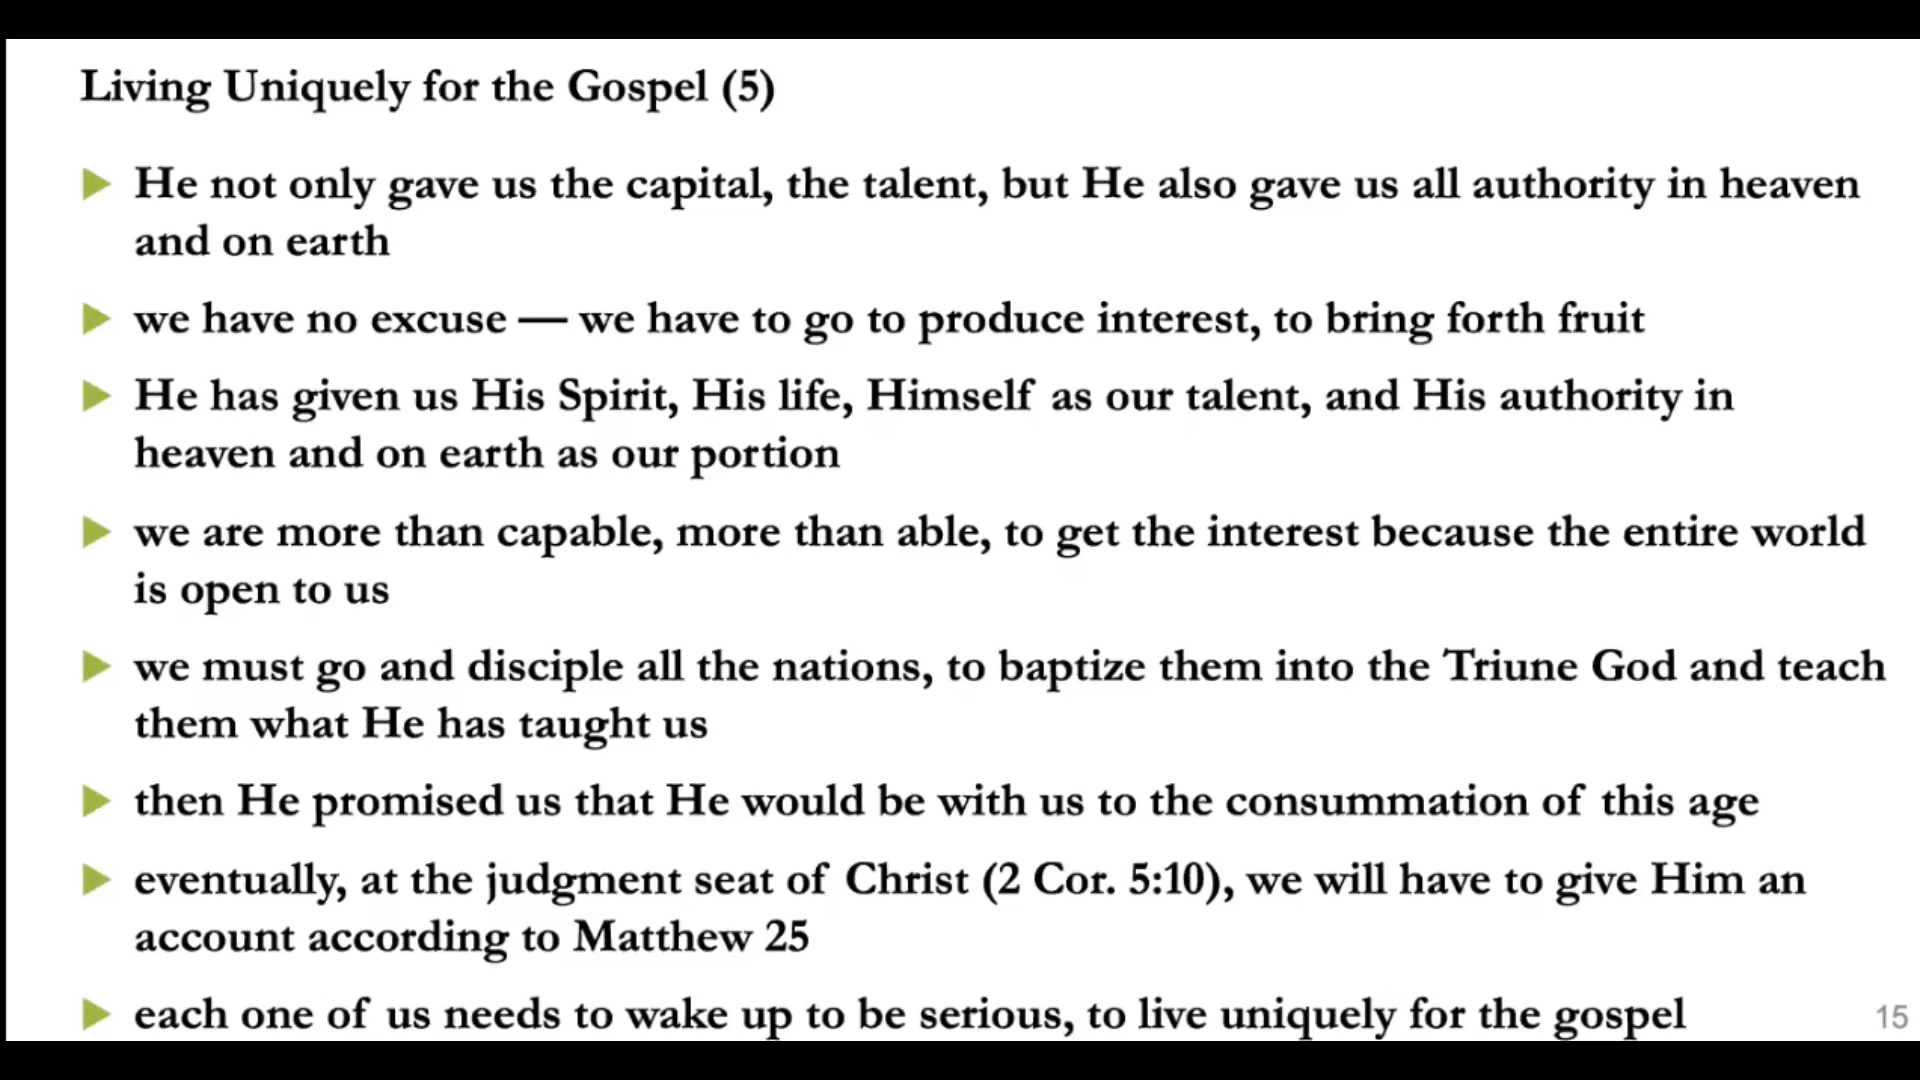 Living Uniquely for the Gospel (5)
He not only gave us the capital, the talent, but He also gave us all authority in heaven
and on earth
we have no excuse — we have to go to produce interest, to bring forth fruit
He has given us His Spirit, His life, Himself as our talent, and His authority in
heaven and on earth as our portion
we are more than capable, more than able, to get the interest because the entire world
is open to us
we must go and disciple all the nations, to baptize them into the Triune God and teach
them what He has taught us
then He promised us that He would be with us to the consummation of this age
eventually, at the judgment seat of Christ (2 Cor. 5:10), we will have to give Him an
account according to Matthew 25
each one of us needs to wake up to be serious, to live uniquely for the gospel
15